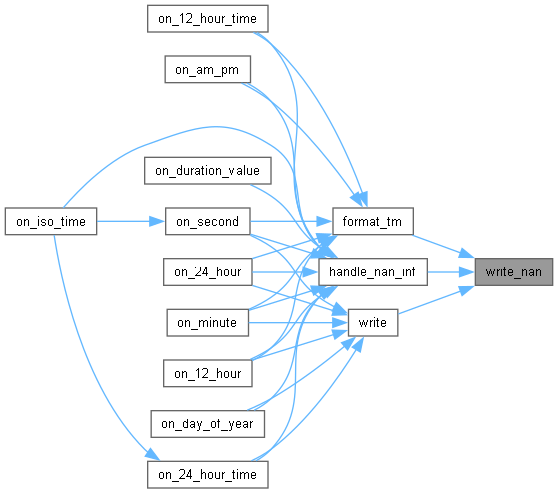 on_12_hour_time
on_am_pm
on_duration_value
on_iso_time
on_second
format_tm
on_24_hour
handle_nan_inf
write_nan
on_minute
write
on_12_hour
on_day_of_year
on_24_hour_time